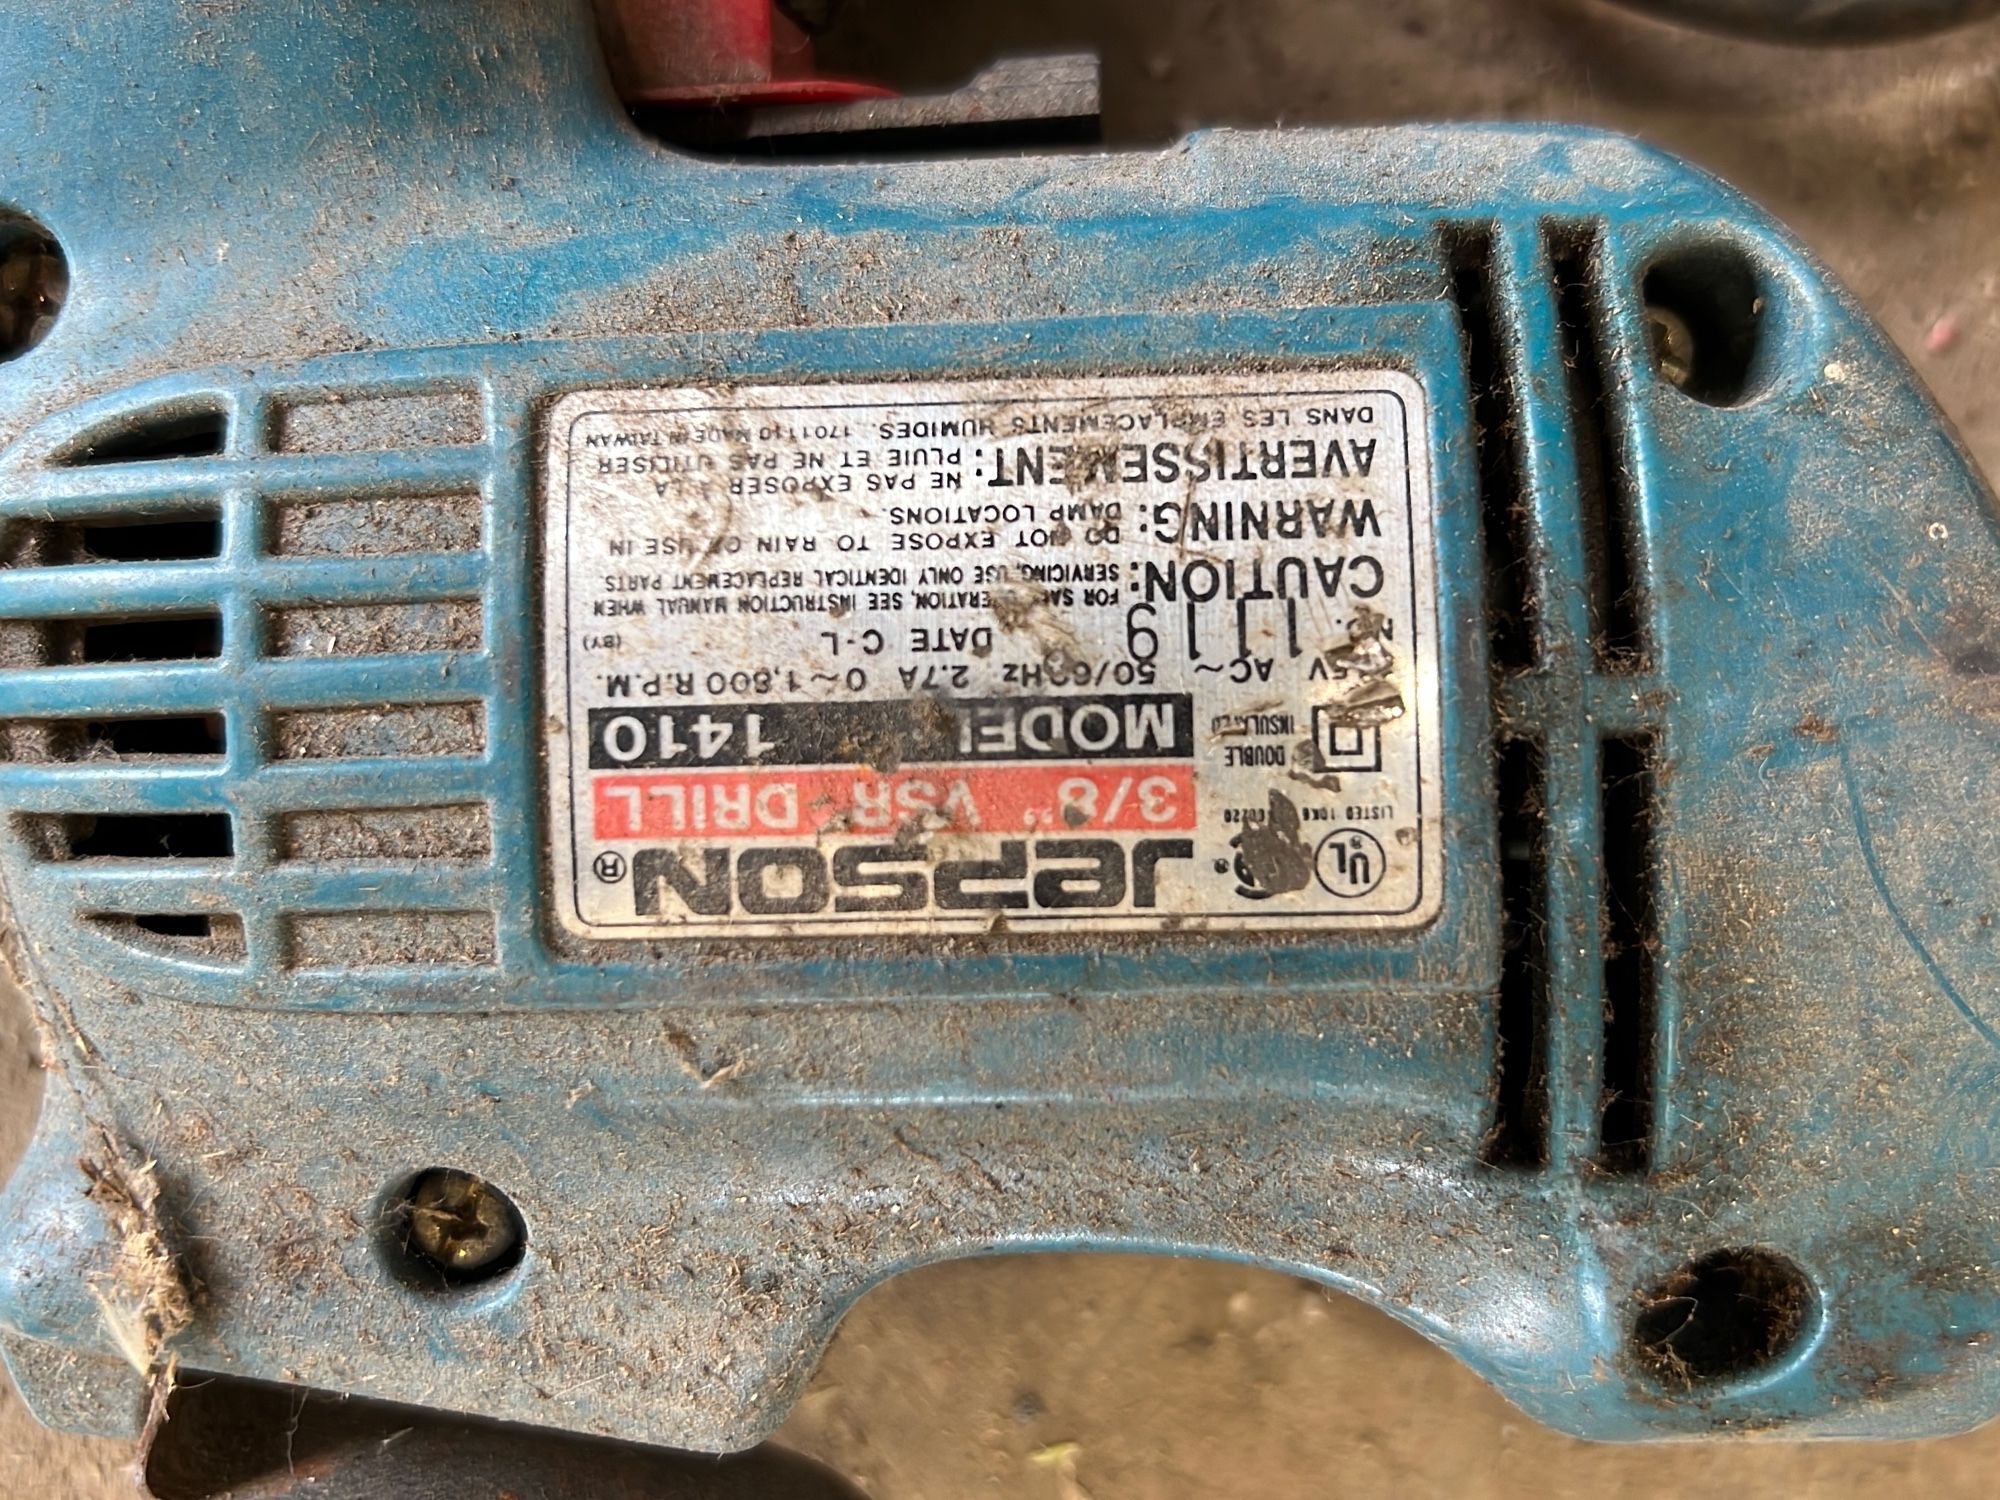 JEPSON®
3/8" VSR DRILL
MODEL 1410
UL®
®
LISTED
DOUBLE
INSULATED
AC~ 50/60Hz 2.7A 0~1,800 R.P.M.
NO. DATE C-L (BY)
CAUTION: FOR SAFE OPERATION, SEE INSTRUCTION MANUAL WHEN
SERVICING, USE ONLY IDENTICAL REPLACEMENT PARTS.
WARNING: DO NOT EXPOSE TO RAIN OR USE IN
DAMP LOCATIONS.
AVERTISSEMENT: NE PAS EXPOSER À LA
PLUIE ET NE PAS UTILISER
DANS LES EMPLACEMENTS HUMIDES. 1701110 MADE IN TAIWAN